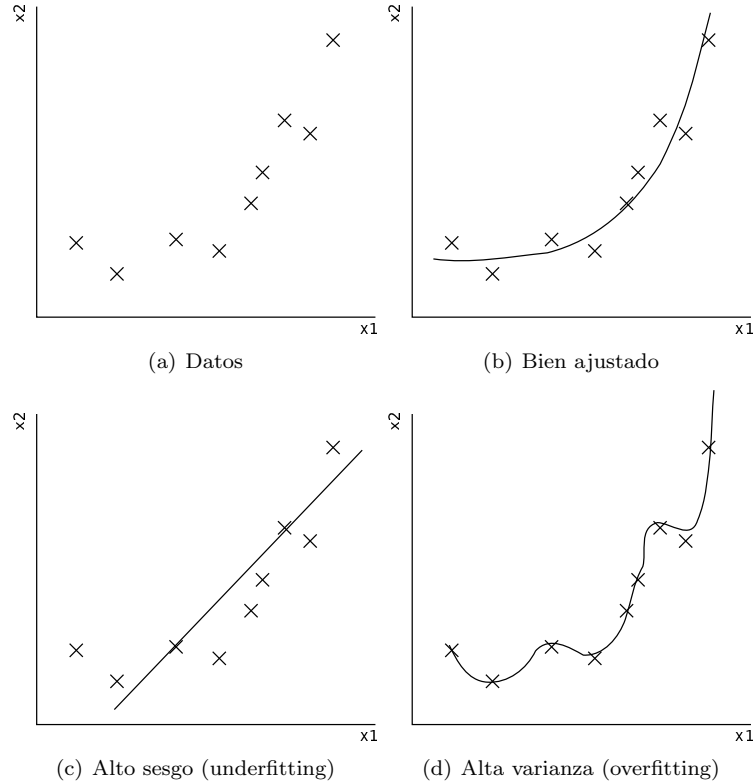 x2
x1
(a) Datos
x2
x1
(b) Bien ajustado
x2
x1
(c) Alto sesgo (underfitting)
x2
x1
(d) Alta varianza (overfitting)